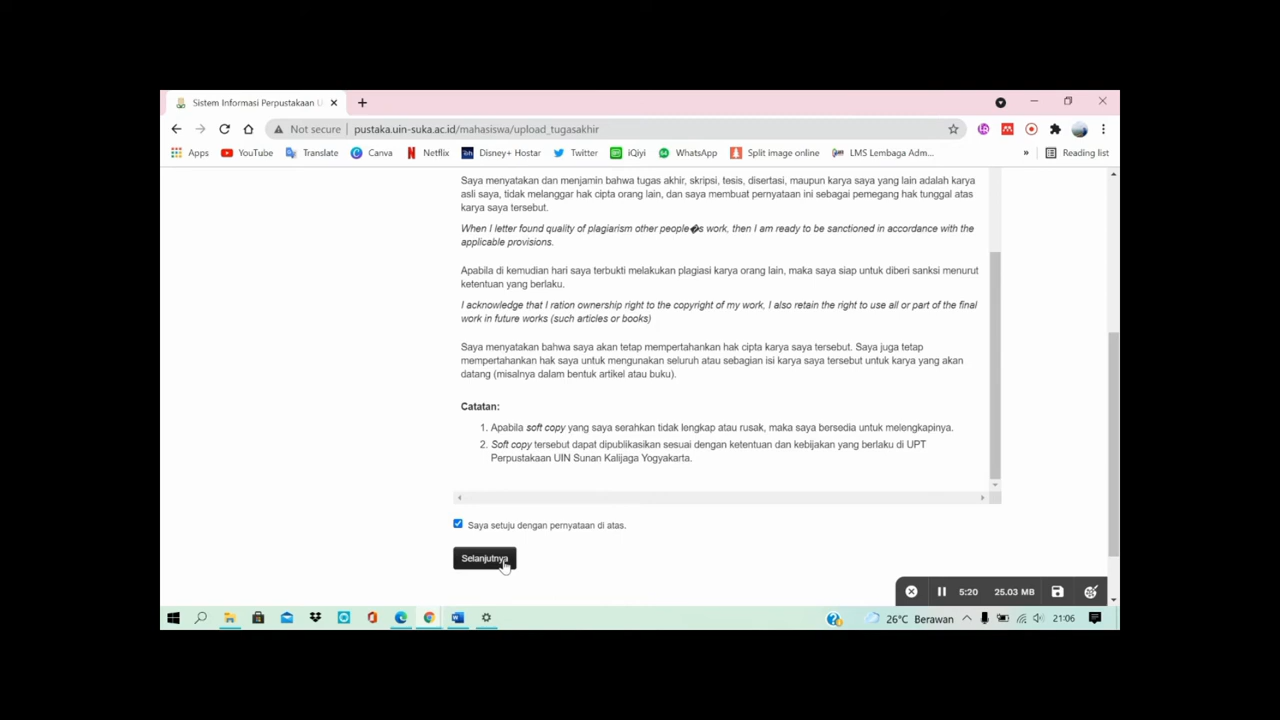 Sistem Informasi Perpustakaan U
Not secure pustaka.uin-suka.ac.id/mahasiswa/upload_tugasakhir
Apps YouTube Translate Canva Netflix Disney+ Hostar Twitter iQiyi WhatsApp Split image online LMS Lembaga Adm... » Reading list
Saya menyatakan dan menjamin bahwa tugas akhir, skripsi, tesis, disertasi, maupun karya saya yang lain adalah karya
asli saya, tidak melanggar hak cipta orang lain, dan saya membuat pernyataan ini sebagai pemegang hak tunggal atas
karya saya tersebut.
When I letter found quality of plagiarism other people�s work, then I am ready to be sanctioned in accordance with the
applicable provisions.
Apabila di kemudian hari saya terbukti melakukan plagiasi karya orang lain, maka saya siap untuk diberi sanksi menurut
ketentuan yang berlaku.
I acknowledge that I ration ownership right to the copyright of my work, I also retain the right to use all or part of the final
work in future works (such articles or books)
Saya menyatakan bahwa saya akan tetap mempertahankan hak cipta karya saya tersebut. Saya juga tetap
mempertahankan hak saya untuk mengunakan seluruh atau sebagian isi karya saya tersebut untuk karya yang akan
datang (misalnya dalam bentuk artikel atau buku).
Catatan:
1. Apabila soft copy yang saya serahkan tidak lengkap atau rusak, maka saya bersedia untuk melengkapinya.
2. Soft copy tersebut dapat dipublikasikan sesuai dengan ketentuan dan kebijakan yang berlaku di UPT
Perpustakaan UIN Sunan Kalijaga Yogyakarta.
Saya setuju dengan pernyataan di atas.
Selanjutnya
5:20 25.03 MB
26°C Berawan 21:06